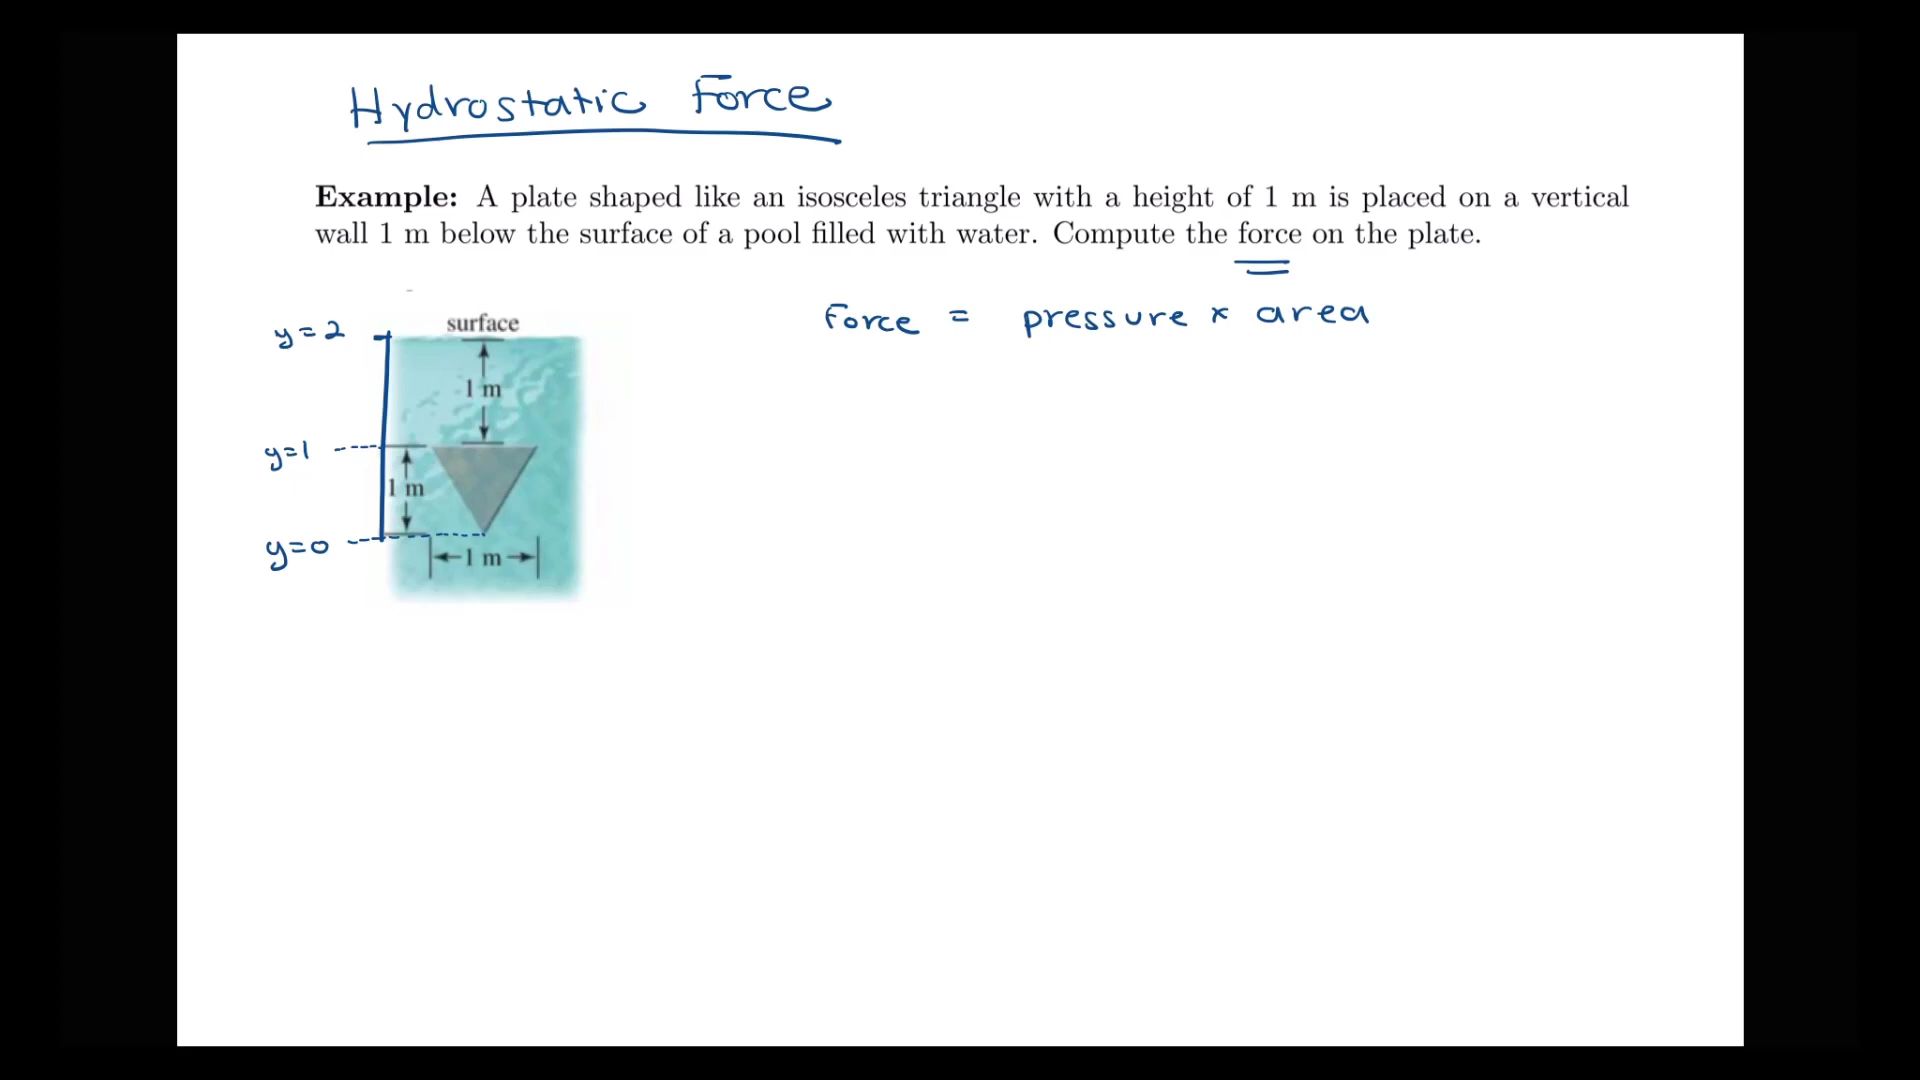 Hydrostatic Force
Example: A plate shaped like an isosceles triangle with a height of 1 m is placed on a vertical
wall 1 m below the surface of a pool filled with water. Compute the force on the plate.
Force = pressure × area
y=2
surface
1 m
y=1
1 m
y=0
1 m